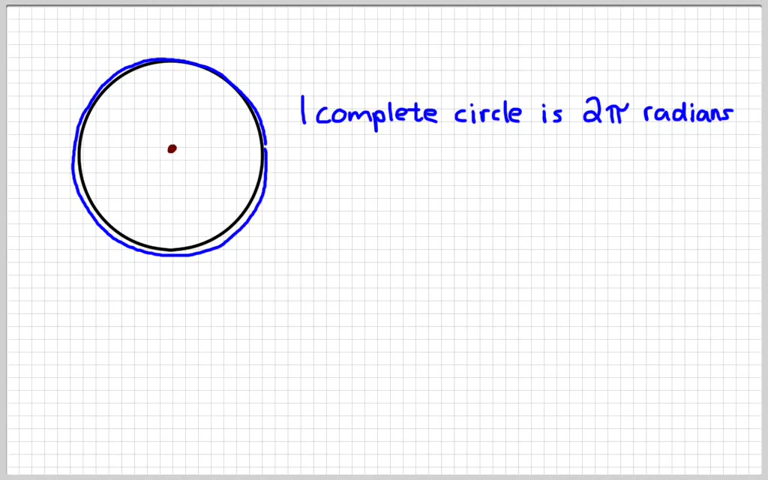 1 complete circle is 2π radians